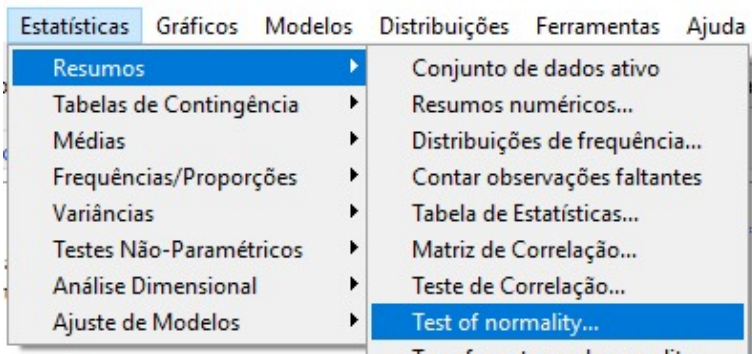 Estatísticas Gráficos Modelos Distribuições Ferramentas Ajuda
Resumos
Tabelas de Contingência
Médias
Frequências/Proporções
Variâncias
Testes Não-Paramétricos
Análise Dimensional
Ajuste de Modelos
Conjunto de dados ativo
Resumos numéricos...
Distribuições de frequência...
Contar observações faltantes
Tabela de Estatísticas...
Matriz de Correlação...
Teste de Correlação...
Test of normality...